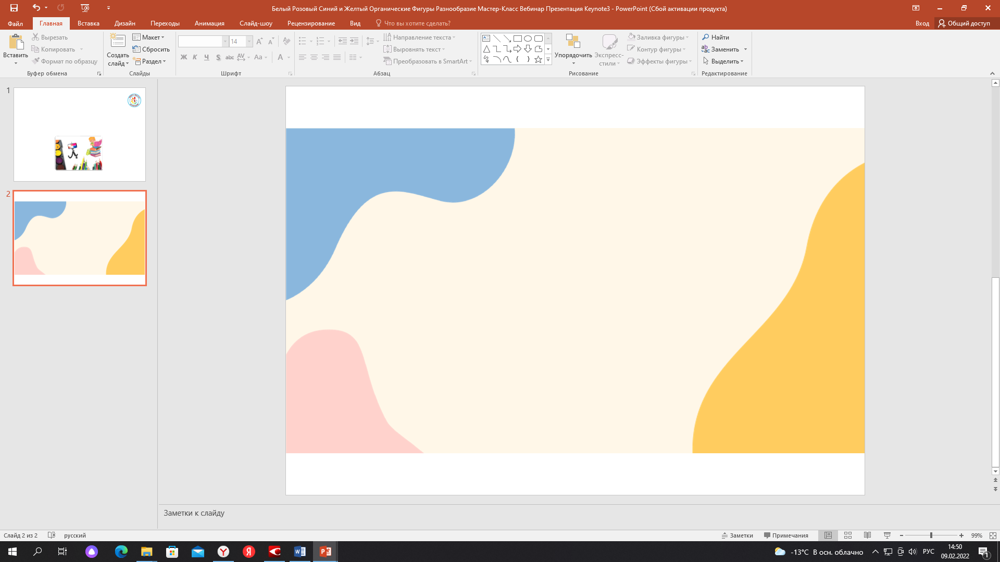 Белый Розовый Синий и Желтый Органические Фигуры Разнообразие Мастер-Класс Вебинар Презентация Keynote3 - PowerPoint (Сбой активации продукта)
Файл Главная Вставка Дизайн Переходы Анимация Слайд-шоу Рецензирование Вид Что вы хотите сделать? Вход Общий доступ
Вставить
Вырезать
Копировать
Формат по образцу
Буфер обмена
Создать
слайд
Макет
Сбросить
Раздел
Слайды
14
Ж К Ч S abc AV Aa A
Шрифт
Направление текста
Выровнять текст
Преобразовать в SmartArt
Абзац
Упорядочить
Экспресс-
стили
Заливка фигуры
Контур фигуры
Эффекты фигуры
Рисование
Найти
Заменить
Выделить
Редактирование
1
2
Заметки к слайду
Слайд 2 из 2 русский Заметки Примечания 99%
-13°C В осн. облачно РУС 14:50
09.02.2022
1